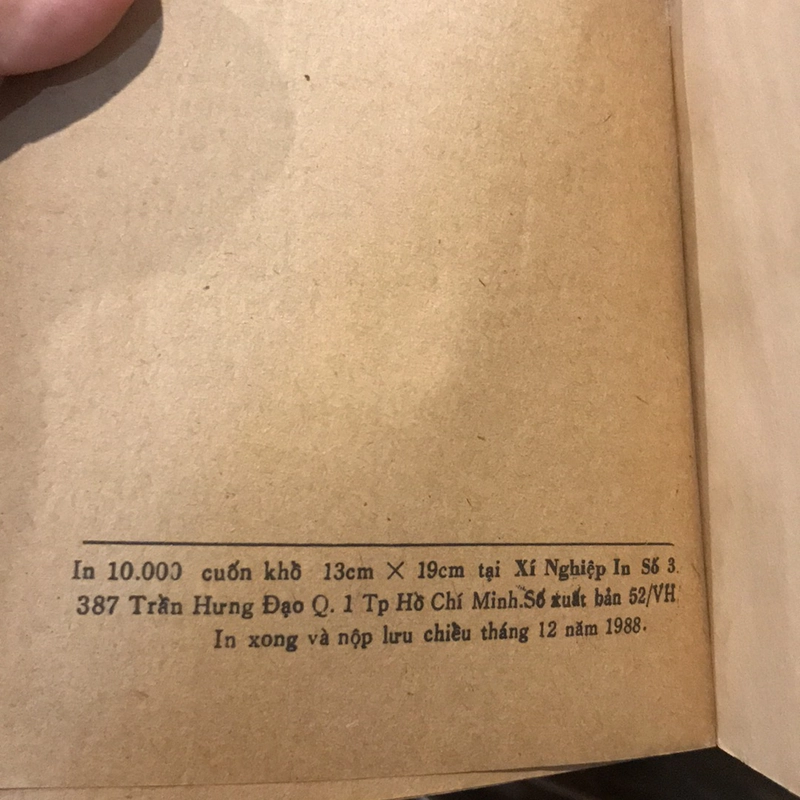 In 10.000 cuốn khổ 13cm × 19cm tại Xí Nghiệp In Số 3
387 Trần Hưng Đạo Q. 1 Tp Hồ Chí Minh.Số xuất bản 52/VH
In xong và nộp lưu chiều tháng 12 năm 1988.